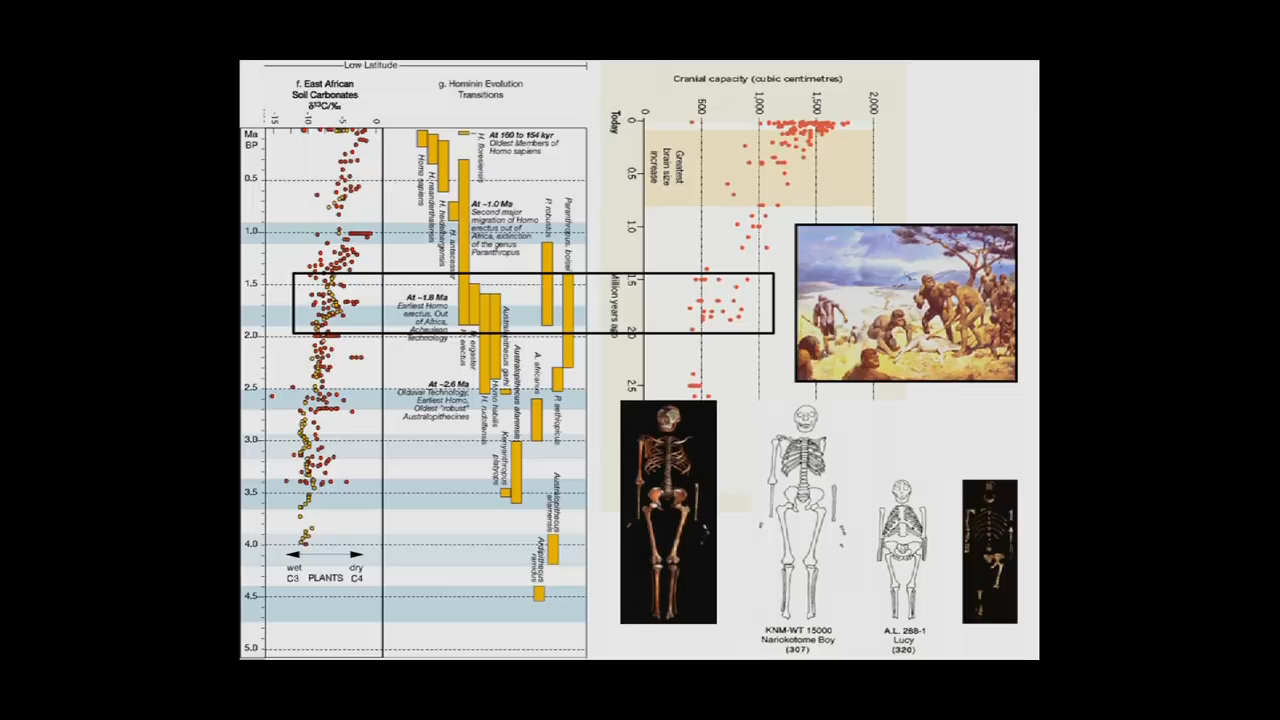 Low Latitude
f. East African
Soil Carbonates
δ¹³C/‰
-15
-10
-5
0
g. Hominin Evolution
Transitions
Ma
BP
0.5
1.0
1.5
2.0
2.5
3.0
3.5
4.0
4.5
5.0
wet
C3
PLANTS
dry
C4
At 160 to 154 kyr
Oldest Members of
Homo sapiens
At ~1.0 Ma
Second major
migration of Homo
erectus out of
Africa, extinction
of the genus
Paranthropus
At ~1.8 Ma
Earliest Homo
erectus, Out
of Africa,
Acheulean
Technology
At ~2.6 Ma
Olduvai Technology,
Earliest Homo,
Oldest "robust"
Australopithecines
Homo sapiens
H. neanderthalensis
H. heidelbergensis
H. antecessor
H. floresiensis
H. erectus
H. ergaster
H. rudolfensis
Homo habilis
Australopithecus garhi
Australopithecus afarensis
Kenyanthropus
platyops
A. africanus
P. robustus
Paranthropus boisei
P. aethiopicus
Australopithecus
anamensis
Ardipithecus
ramidus
Cranial capacity (cubic centimetres)
0
500
1,000
1,500
2,000
Today
0
0.5
1.0
1.5
2.0
2.5
Million years ago
Greatest
brain size
increase
KNM-WT 15000
Nariokotome Boy
(307)
A.L. 288-1
Lucy
(320)